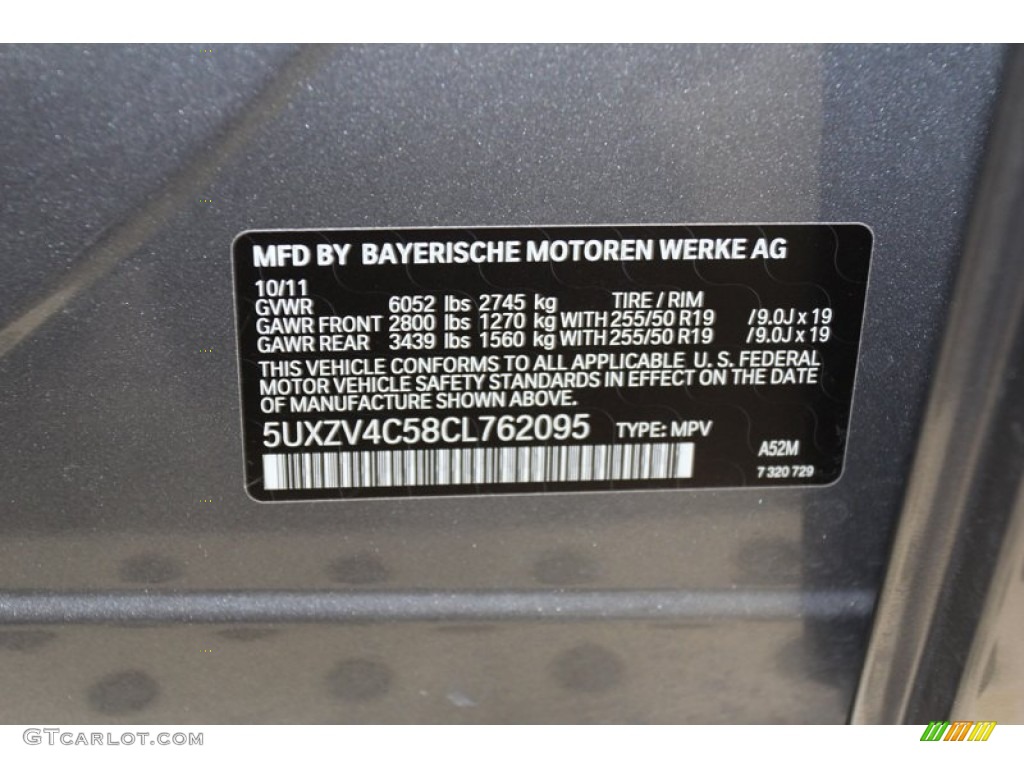 MFD BY BAYERISCHE MOTOREN WERKE AG
10/11
GVWR 6052 lbs 2745 kg TIRE / RIM
GAWR FRONT 2800 lbs 1270 kg WITH 255/50 R19 /9.0J x 19
GAWR REAR 3439 lbs 1560 kg WITH 255/50 R19 /9.0J x 19
THIS VEHICLE CONFORMS TO ALL APPLICABLE U. S. FEDERAL
MOTOR VEHICLE SAFETY STANDARDS IN EFFECT ON THE DATE
OF MANUFACTURE SHOWN ABOVE.
5UXZV4C58CL762095 TYPE: MPV
A52M
7 320 729
GTCarlot.com